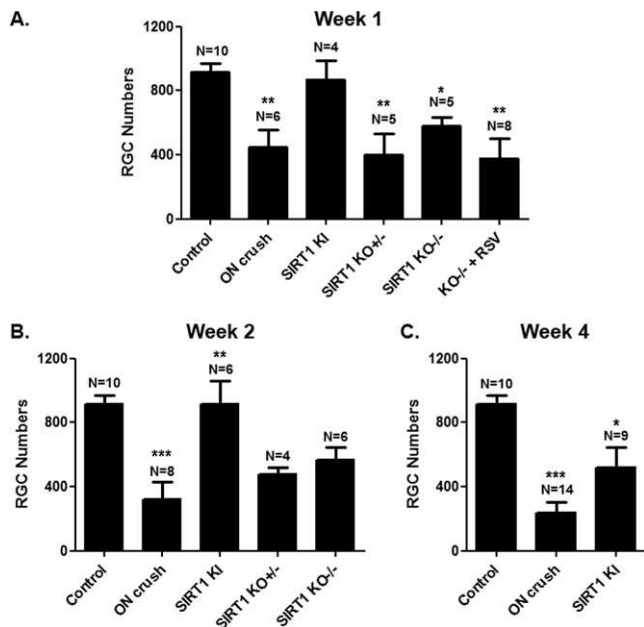 A.
Week 1
RGC Numbers
1200
800
400
0
N=10
**
N=6
N=4
**
N=5
*
N=5
**
N=8
Control
ON crush
SIRT1 KI
SIRT1 KO+/-
SIRT1 KO-/-
KO-/- + RSV
B.
Week 2
RGC Numbers
1200
800
400
0
N=10
***
N=8
**
N=6
N=4
N=6
Control
ON crush
SIRT1 KI
SIRT1 KO+/-
SIRT1 KO-/-
C.
Week 4
RGC Numbers
1200
800
400
0
N=10
***
N=14
*
N=9
Control
ON crush
SIRT1 KI